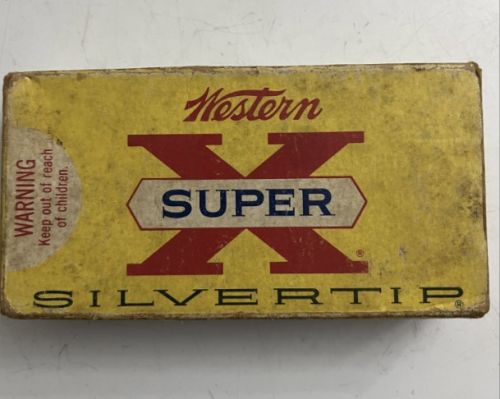 Western
X
SUPER
®
SILVERTIP®
WARNING
Keep out of reach
of children.